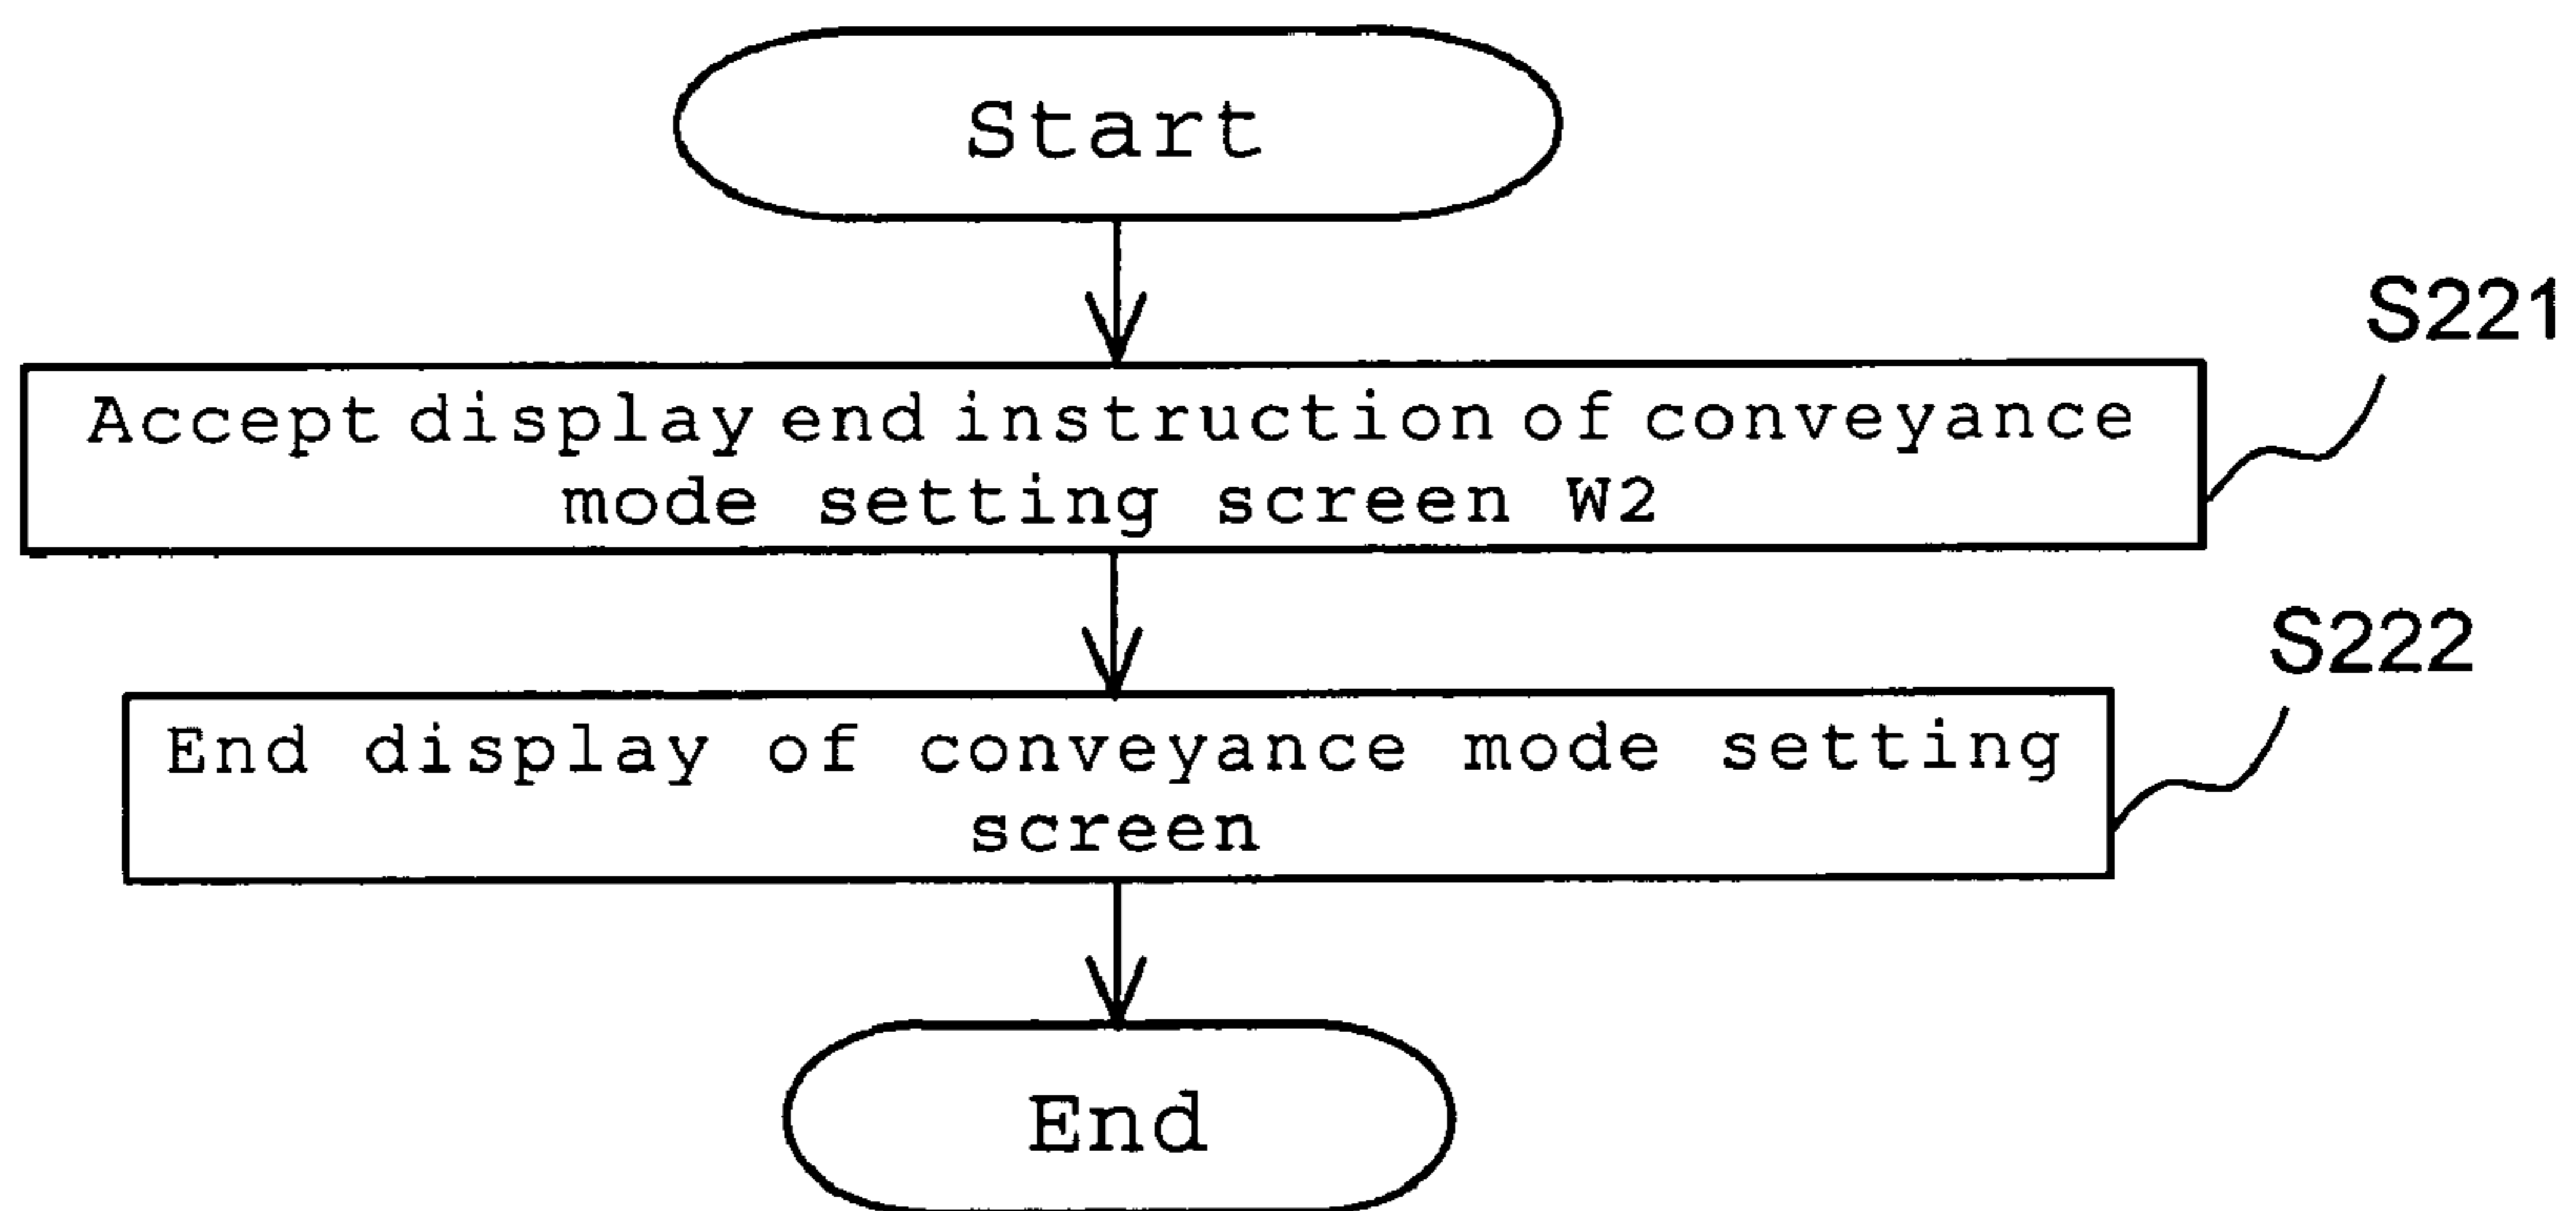 Start
S221
Accept display end instruction of conveyance
mode setting screen W2
S222
End display of conveyance mode setting
screen
End